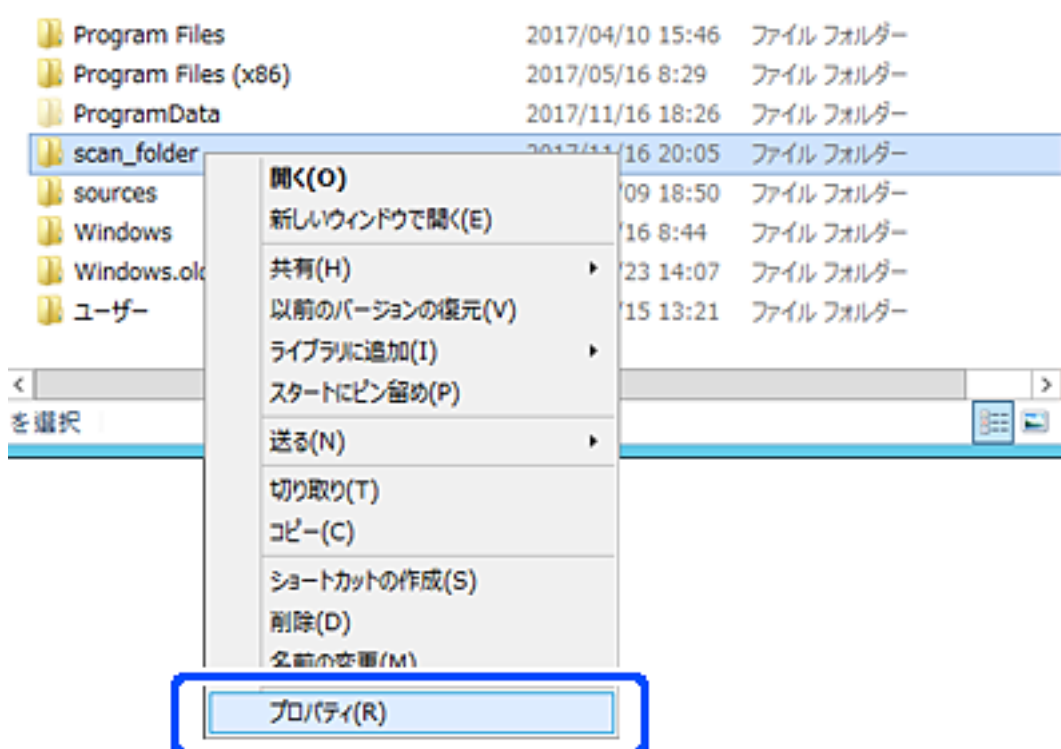 Program Files 2017/04/10 15:46 ファイル フォルダー
Program Files (x86) 2017/05/16 8:29 ファイル フォルダー
ProgramData 2017/11/16 18:26 ファイル フォルダー
scan_folder 2017/11/16 20:05 ファイル フォルダー
sources /09 18:50 ファイル フォルダー
Windows /16 8:44 ファイル フォルダー
Windows.old /23 14:07 ファイル フォルダー
ユーザー /15 13:21 ファイル フォルダー
を選択
開く(O)
新しいウィンドウで開く(E)
共有(H)
以前のバージョンの復元(V)
ライブラリに追加(I)
スタートにピン留め(P)
送る(N)
切り取り(T)
コピー(C)
ショートカットの作成(S)
削除(D)
名前の変更(M)
プロパティ(R)